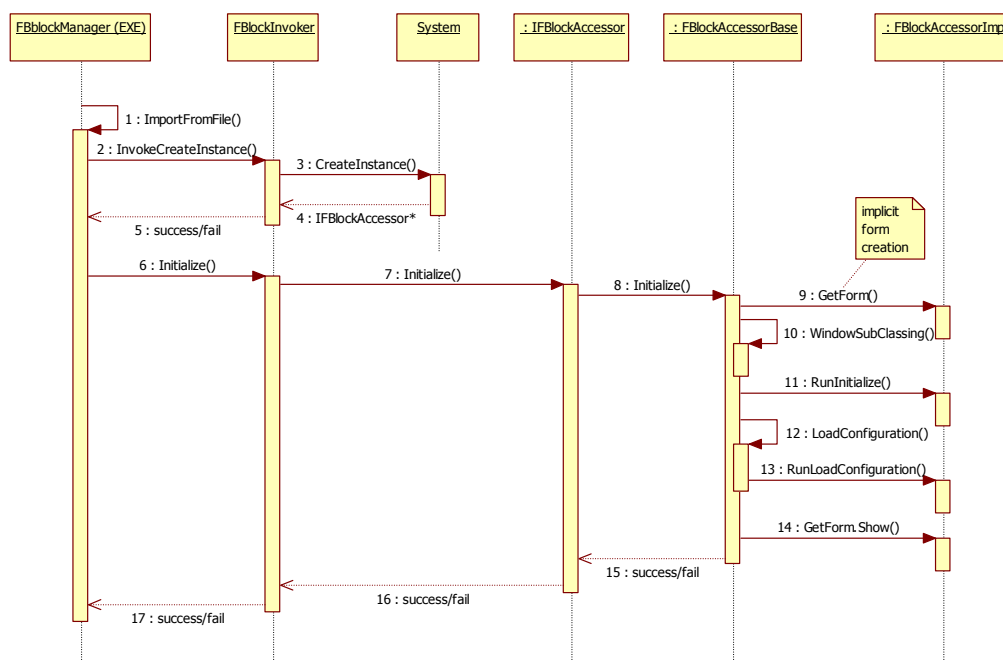 FBblockManager (EXE)
FBlockInvoker
System
: IFBlockAccessor
: FBlockAccessorBase
: FBlockAccessorImp
1 : ImportFromFile()
2 : InvokeCreateInstance()
3 : CreateInstance()
4 : IFBlockAccessor*
5 : success/fail
implicit
form
creation
6 : Initialize()
7 : Initialize()
8 : Initialize()
9 : GetForm()
10 : WindowSubClassing()
11 : RunInitialize()
12 : LoadConfiguration()
13 : RunLoadConfiguration()
14 : GetForm.Show()
15 : success/fail
16 : success/fail
17 : success/fail